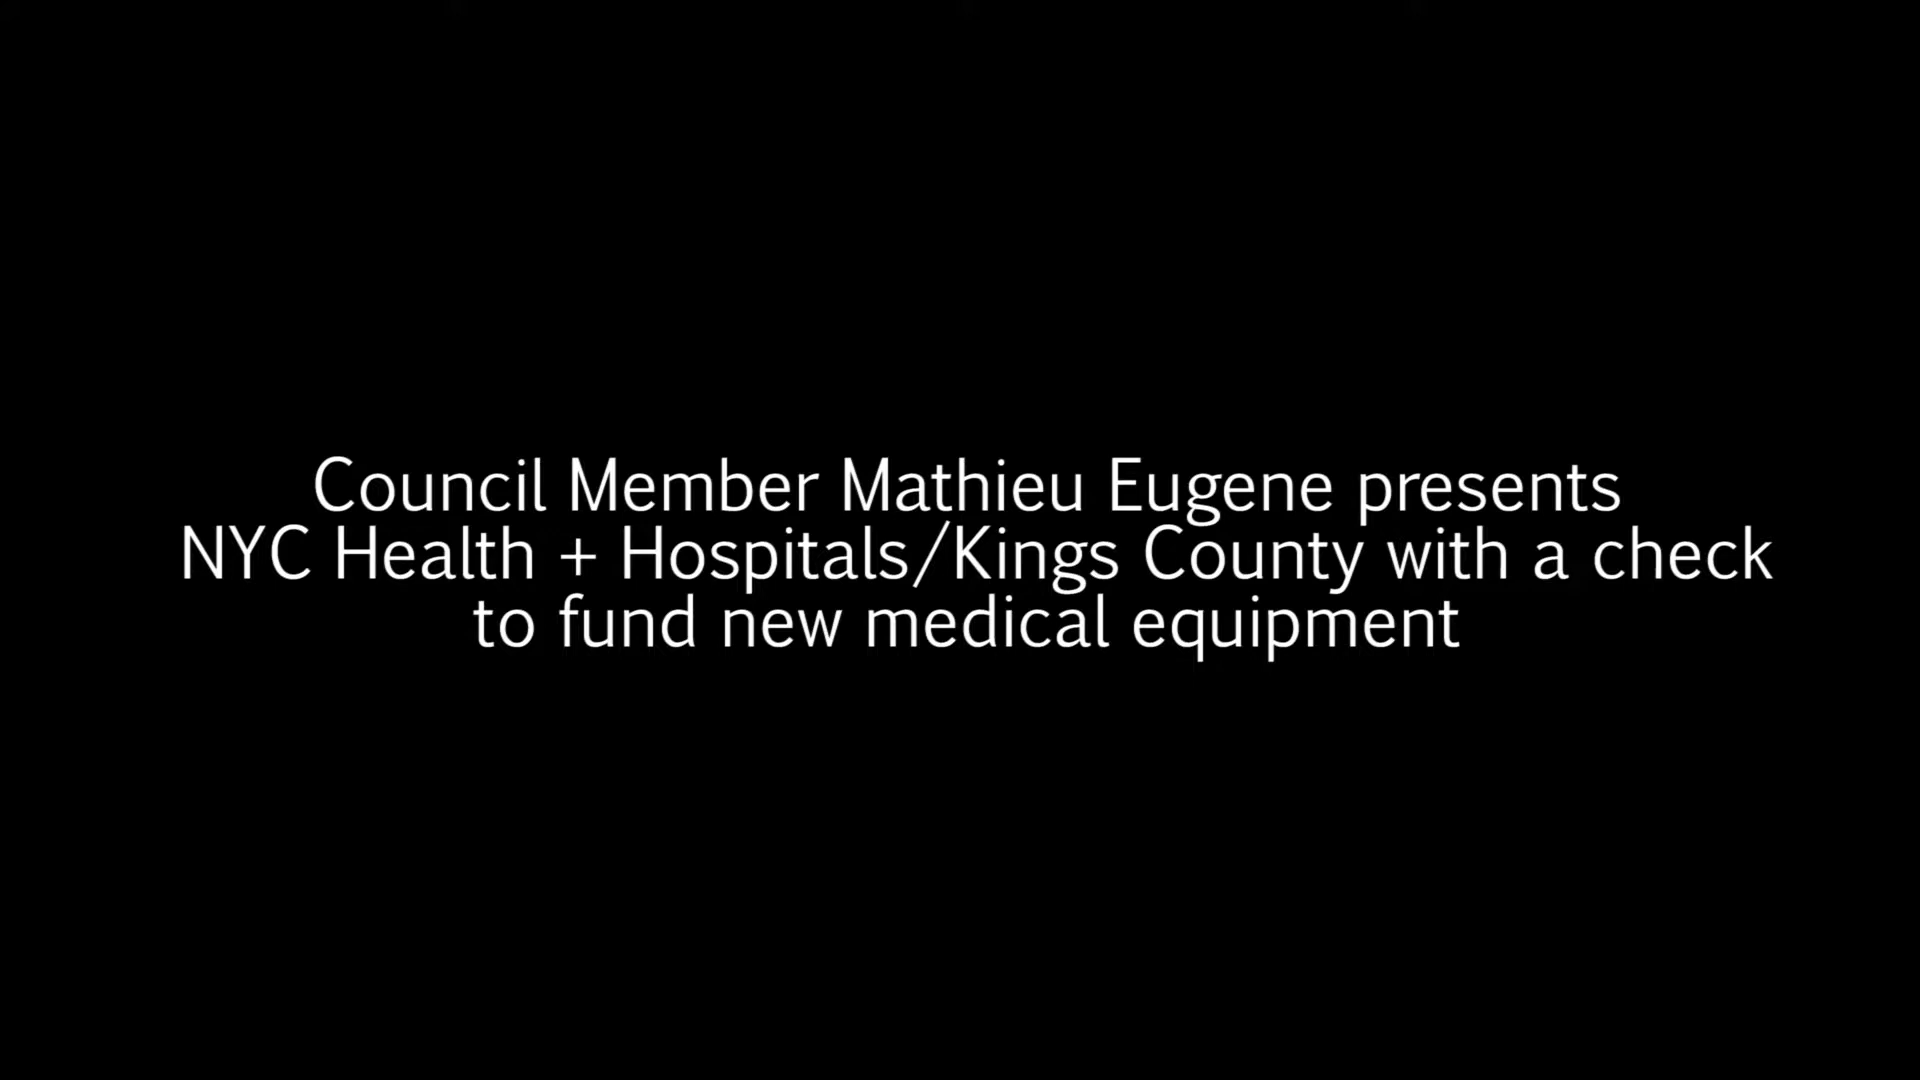 Council Member Mathieu Eugene presents
NYC Health + Hospitals/Kings County with a check
to fund new medical equipment